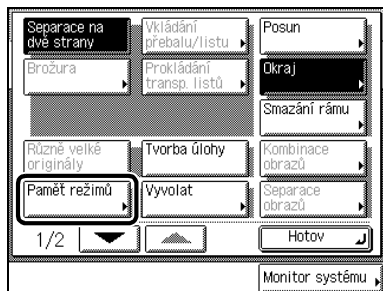 Separace na
dvě strany
Vkládání
přebalu/listu
Posun
Brožura
Prokládání
transp. listů
Okraj
Smazání rámu
Různě velké
originály
Tvorba úlohy
Kombinace
obrazů
Paměť režimů
Vyvolat
Separace
obrazů
1/2
Hotov
Monitor systému